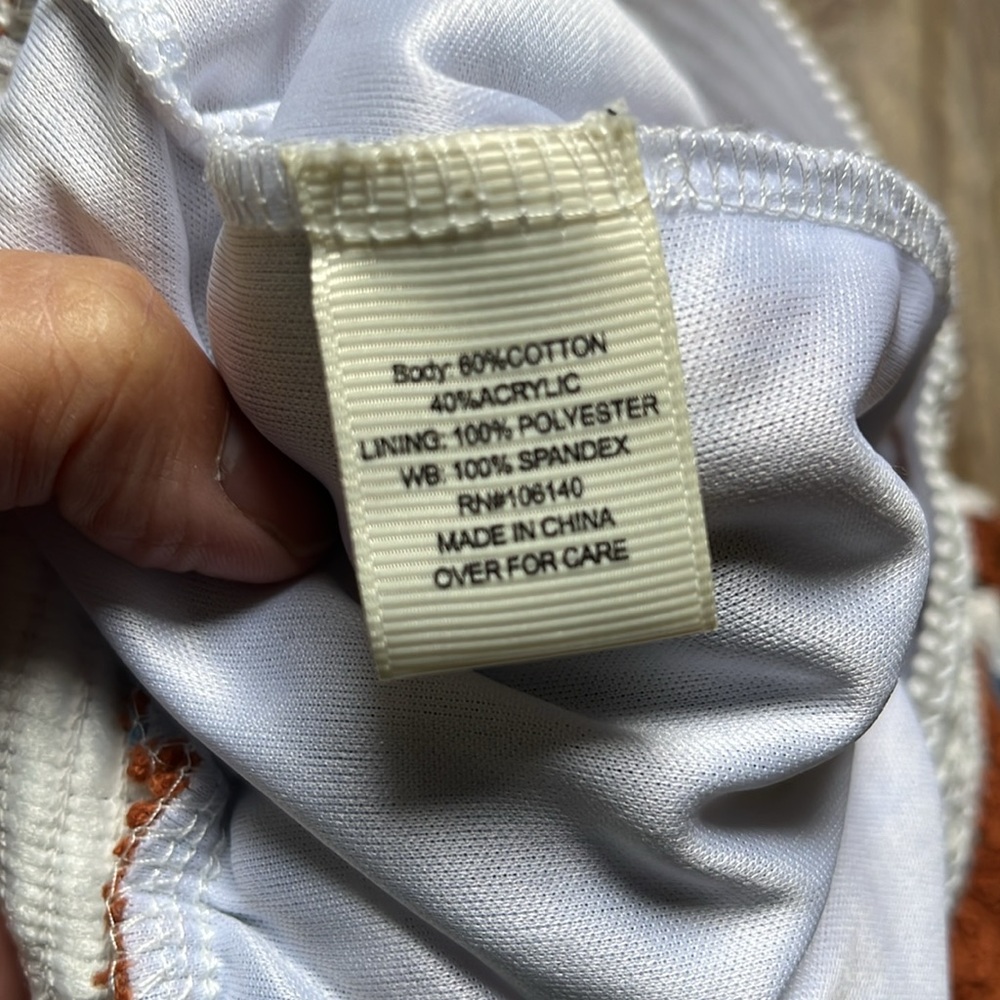 Body: 60%COTTON
40%ACRYLIC
LINING: 100% POLYESTER
WB: 100% SPANDEX
RN#106140
MADE IN CHINA
OVER FOR CARE